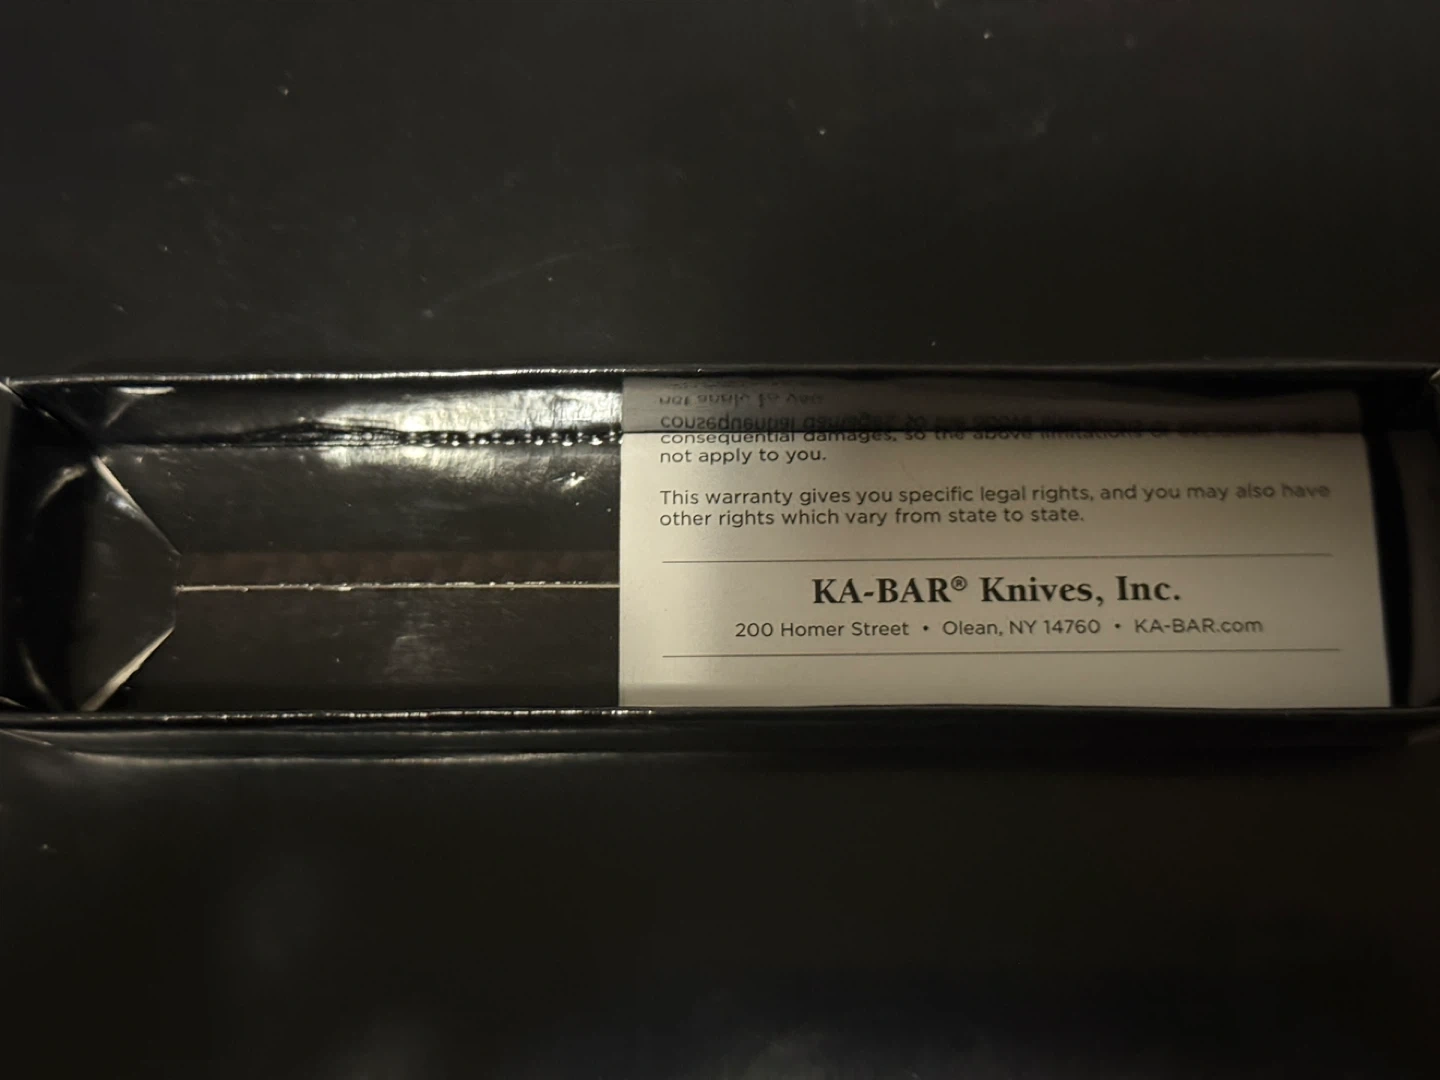 consequential damages, so the above limitations or
not apply to you.
This warranty gives you specific legal rights, and you may also have
other rights which vary from state to state.
KA-BAR® Knives, Inc.
200 Homer Street • Olean, NY 14760 • KA-BAR.com